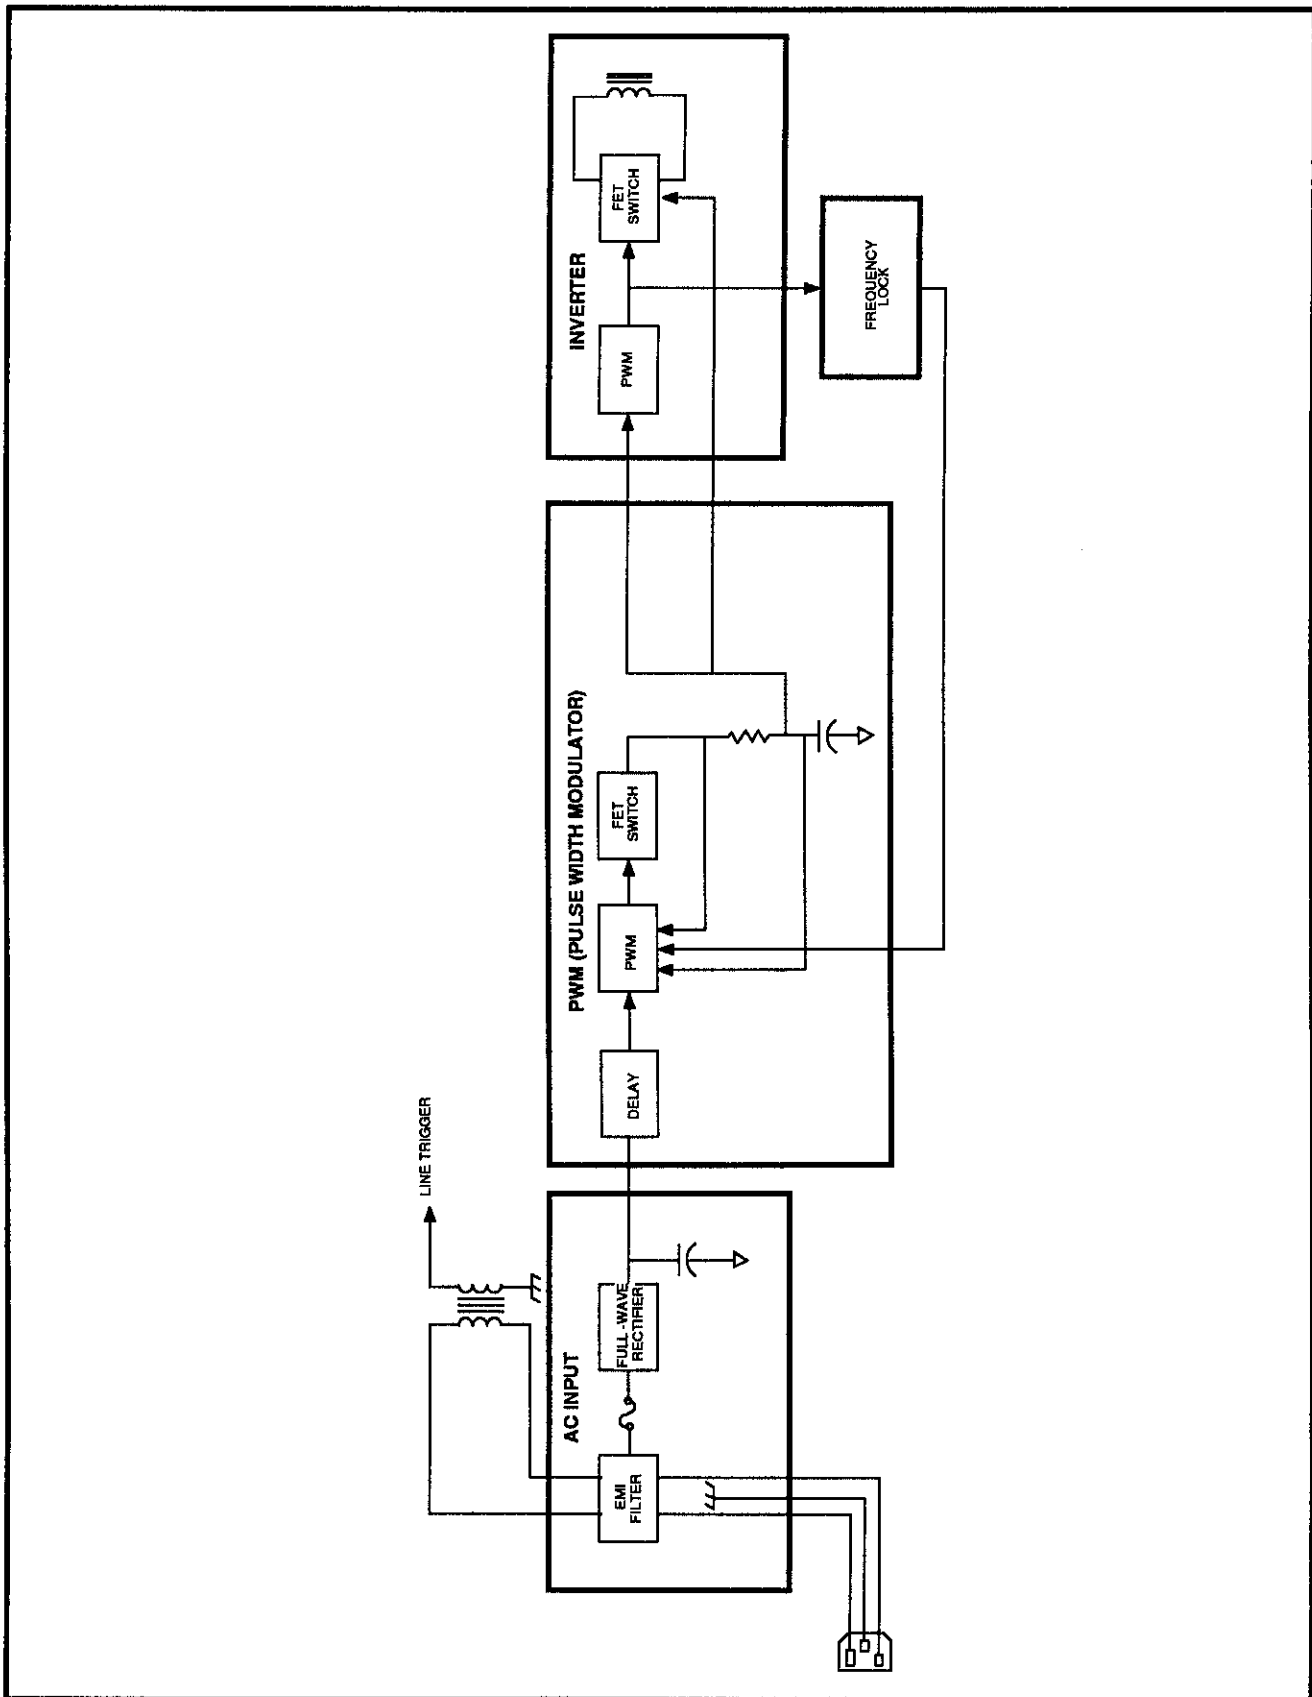 LINE TRIGGER
AC INPUT
EMI
FILTER
FULL -WAVE
RECTIFIER
PWM (PULSE WIDTH MODULATOR)
DELAY
PWM
FET
SWITCH
INVERTER
PWM
FET
SWITCH
FREQUENCY
LOCK